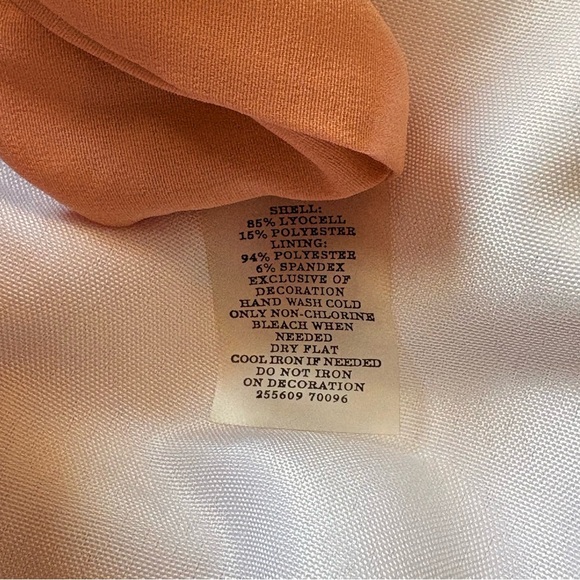 SHELL:
85% LYOCELL
15% POLYESTER
LINING:
94% POLYESTER
6% SPANDEX
EXCLUSIVE OF
DECORATION
HAND WASH COLD
ONLY NON-CHLORINE
BLEACH WHEN
NEEDED
DRY FLAT
COOL IRON IF NEEDED
DO NOT IRON
ON DECORATION
255609 70096